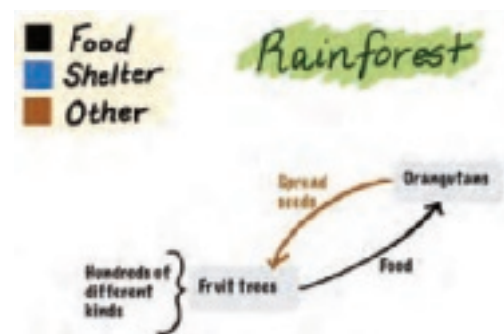 Food
Shelter
Other
Rainforest
Orangutans
Spread
seeds
Food
Hundreds of
different
kinds
Fruit trees